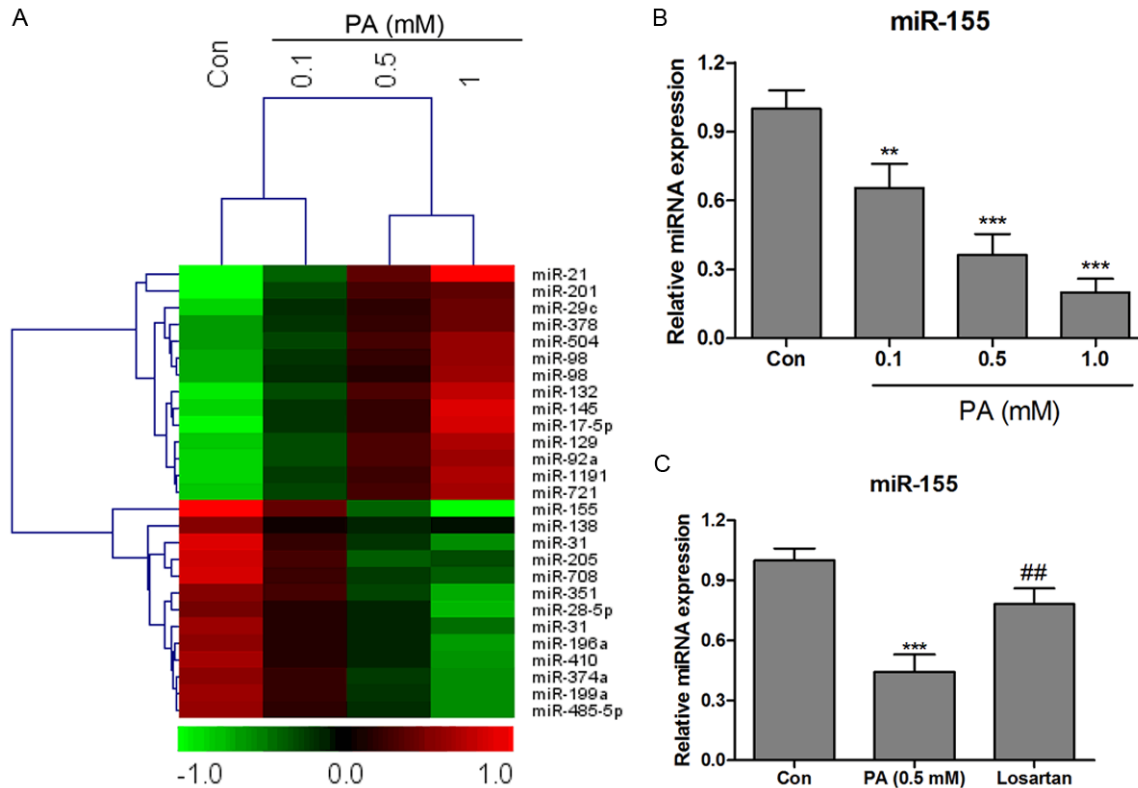 A
PA (mM)
Con
0.1
0.5
1
miR-21
miR-201
miR-29c
miR-378
miR-504
miR-98
miR-98
miR-132
miR-145
miR-17-5p
miR-129
miR-92a
miR-1191
miR-721
miR-155
miR-138
miR-31
miR-205
miR-708
miR-351
miR-28-5p
miR-31
miR-196a
miR-410
miR-374a
miR-199a
miR-485-5p
-1.0 0.0 1.0
B
miR-155
Relative miRNA expression
1.2
0.9
0.6
0.3
0.0
**
***
***
Con 0.1 0.5 1.0
PA (mM)
C
miR-155
Relative miRNA expression
1.2
0.9
0.6
0.3
0.0
***
##
Con PA (0.5 mM) Losartan